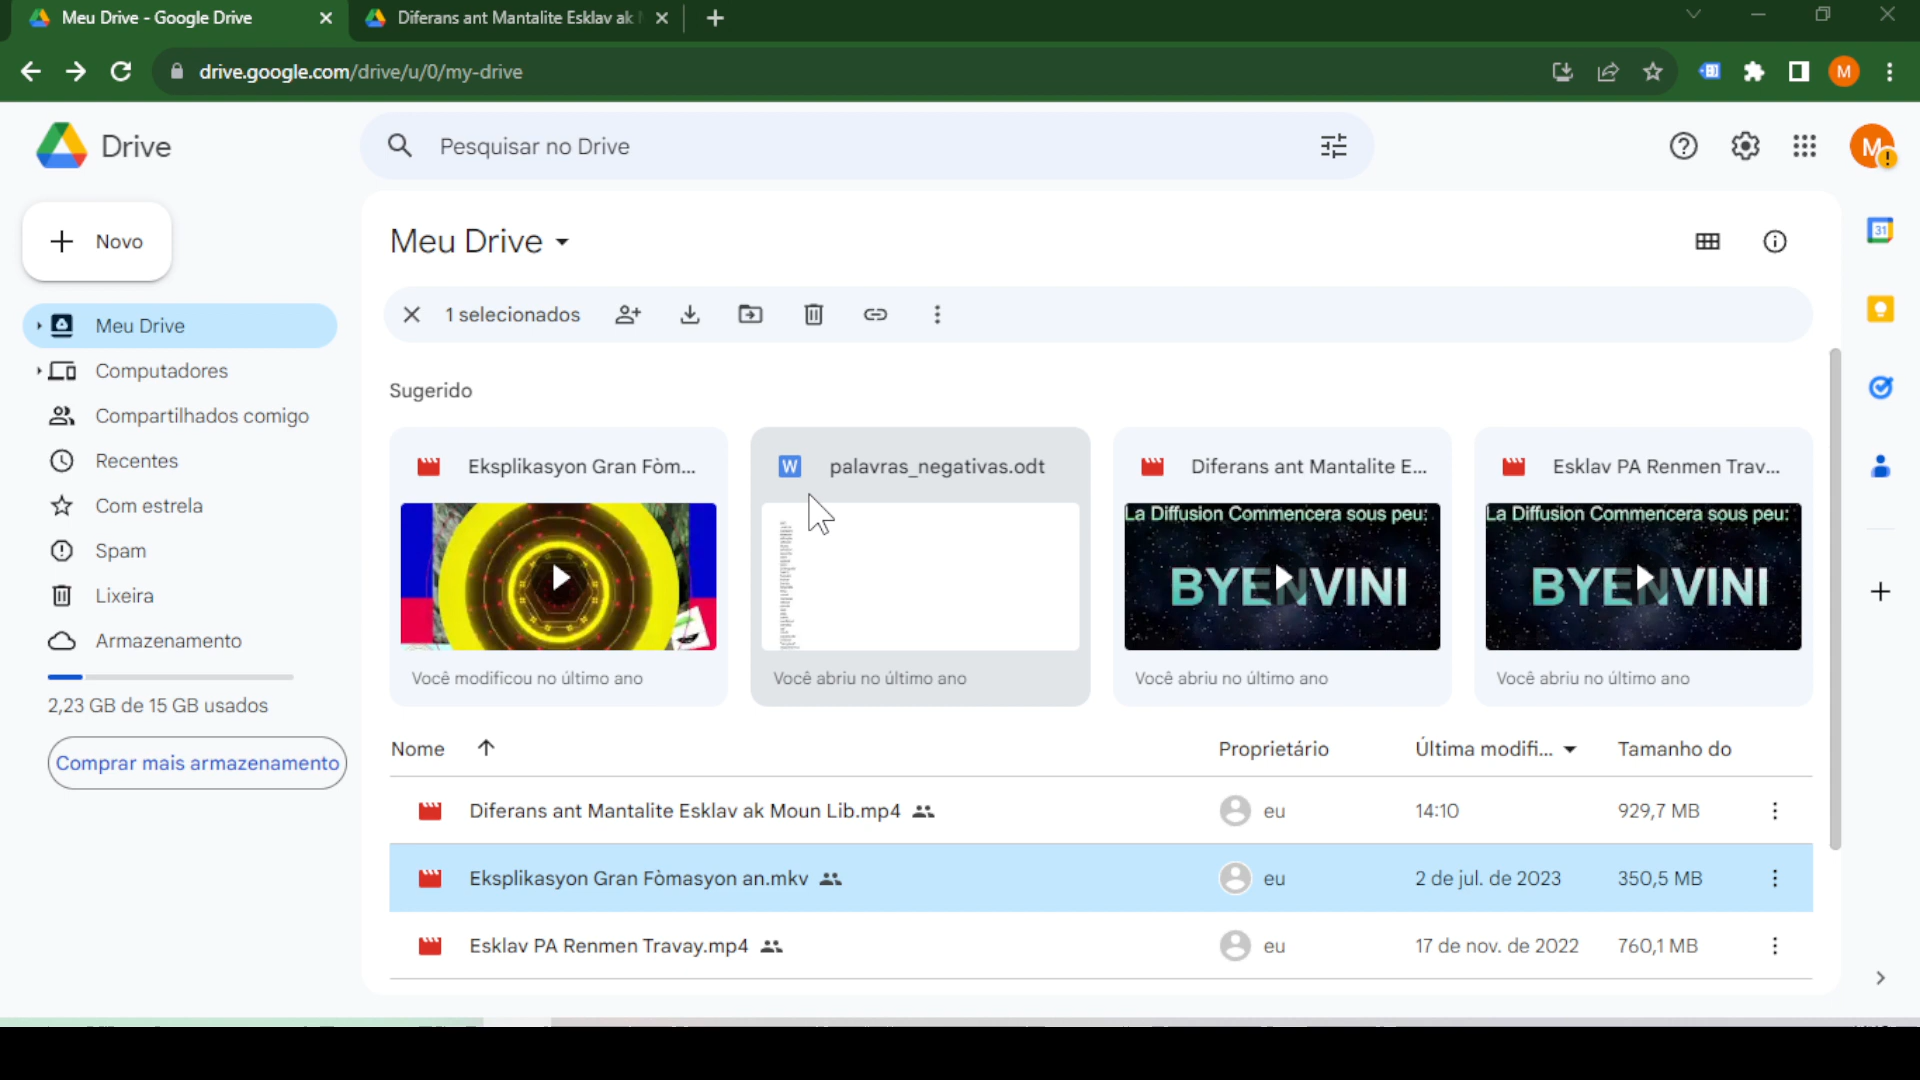 Meu Drive - Google Drive
Diferans ant Mantalite Esklav ak
drive.google.com/drive/u/0/my-drive
M
Drive
Pesquisar no Drive
M
Novo
Meu Drive
31
1 selecionados
Meu Drive
Computadores
Compartilhados comigo
Recentes
Com estrela
Spam
Lixeira
Armazenamento
2,23 GB de 15 GB usados
Comprar mais armazenamento
Sugerido
Eksplikasyon Gran Fòm...
W palavras_negativas.odt
Diferans ant Mantalite E...
Esklav PA Renmen Trav...
La Diffusion Commencera sous peu:
BYENVINI
La Diffusion Commencera sous peu:
BYENVINI
Você modificou no último ano
Você abriu no último ano
Você abriu no último ano
Você abriu no último ano
Nome
Proprietário
Última modifi...
Tamanho do
Diferans ant Mantalite Esklav ak Moun Lib.mp4
eu
14:10
929,7 MB
Eksplikasyon Gran Fòmasyon an.mkv
eu
2 de jul. de 2023
350,5 MB
Esklav PA Renmen Travay.mp4
eu
17 de nov. de 2022
760,1 MB